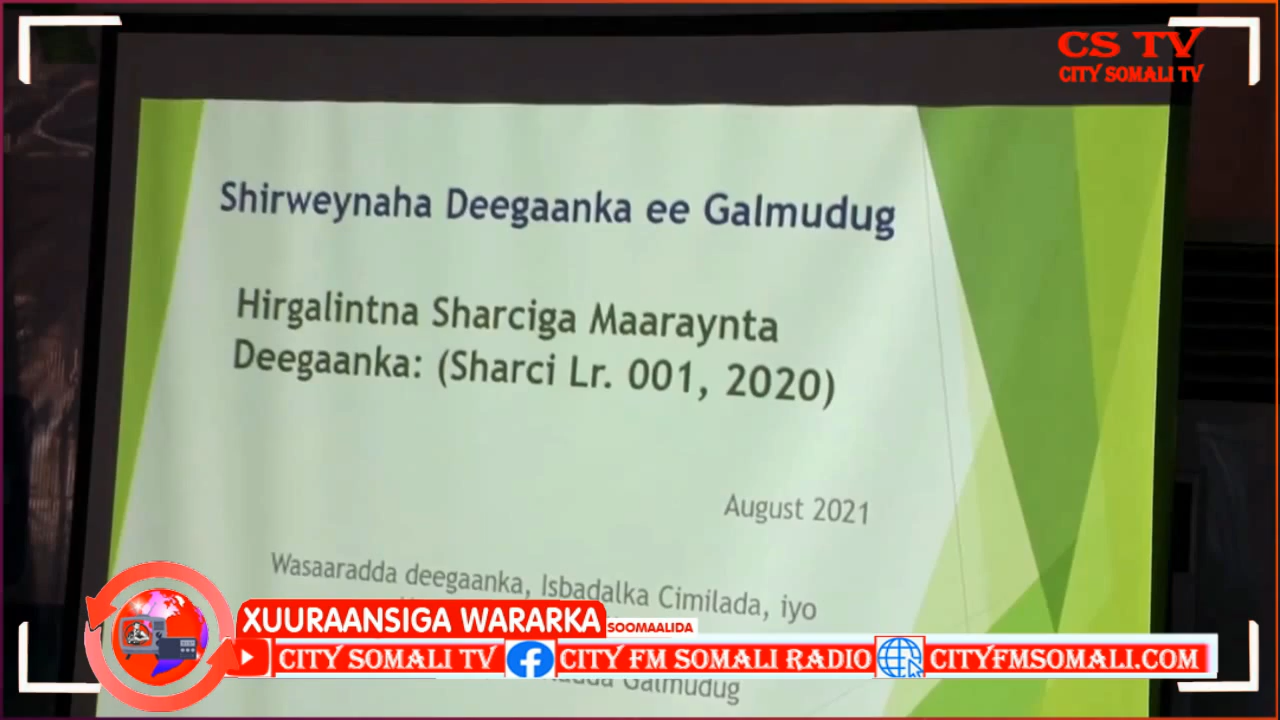 CS TV
CITY SOMALI TV
Shirweynaha Deegaanka ee Galmudug
Hirgalintna Sharciga Maaraynta
Deegaanka: (Sharci Lr. 001, 2020)
August 2021
Wasaaradda deegaanka, Isbadalka Cimilada, iyo
XUURAANSIGA WARARKA
SOOMAALIDA
CITY SOMALI TV CITY FM SOMALI RADIO CITYFMSOMALI.COM
Galmudug